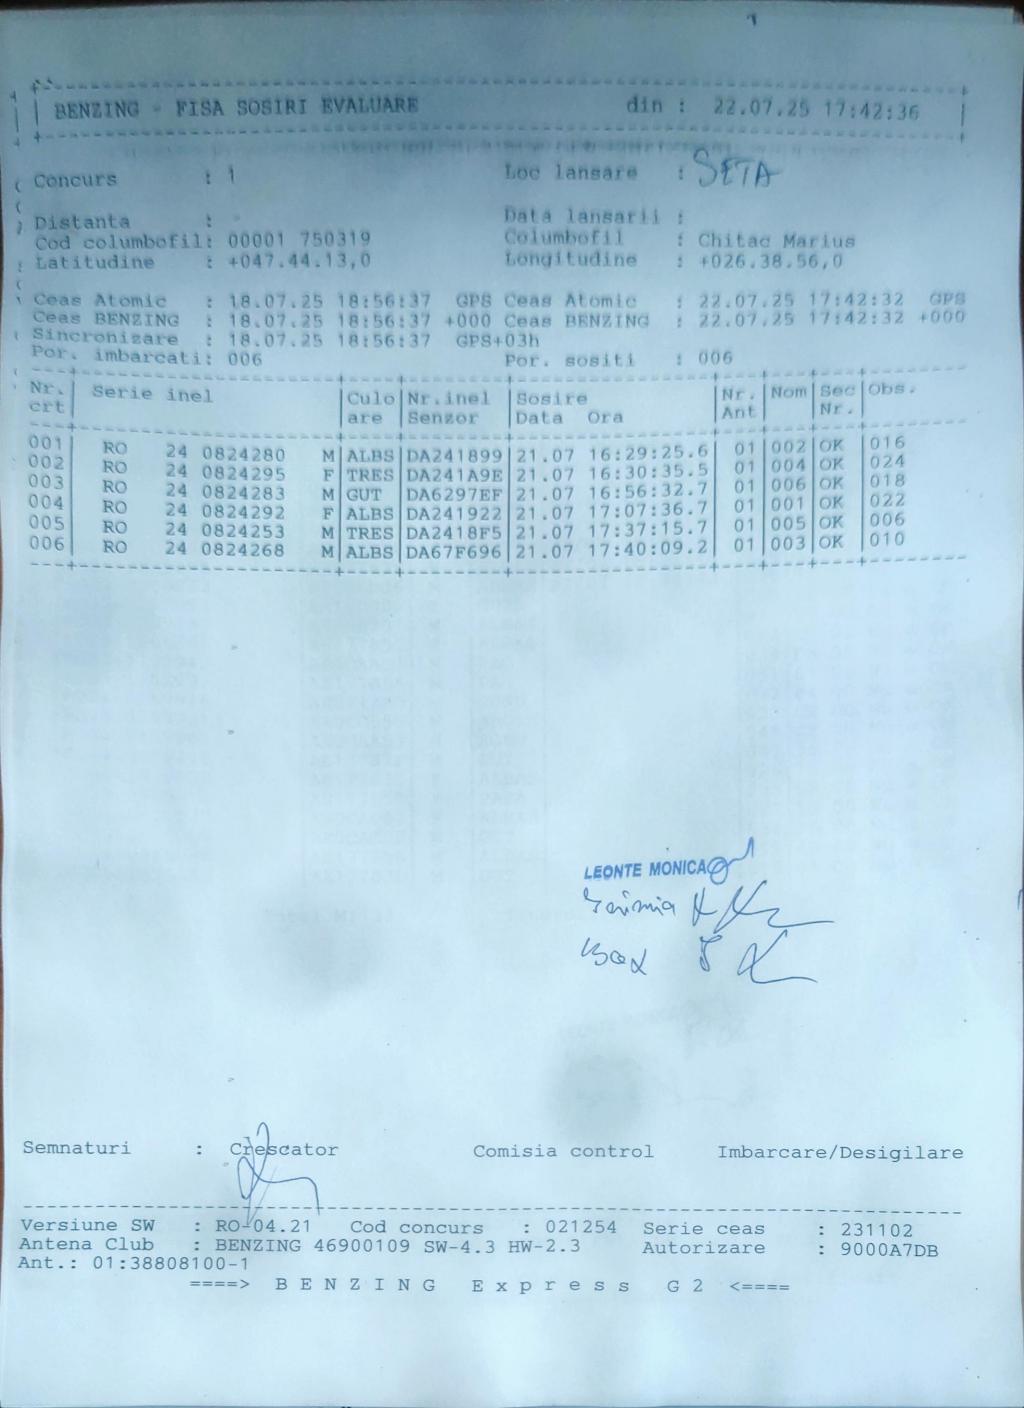 BENZING - FISA SOSIRI EVALUARE din : 22.07.25 17:42:36
Concurs : 1 Loc lansare : SETA
Distanta : Data lansarii :
Cod columbofil: 00001 750319 Columbofil : Chitac Marius
Latitudine : +047.44.13,0 Longitudine : +026.38.56,0
Ceas Atomic : 18.07.25 18:56:37 GPS Ceas Atomic : 22.07.25 17:42:32 GPS
Ceas BENZING : 18.07.25 18:56:37 +000 Ceas BENZING : 22.07.25 17:42:32 +000
Sincronizare : 18.07.25 18:56:37 GPS+03h
Por. imbarcati: 006 Por. sositi : 006
Nr. Serie inel Culo Nr.inel Sosire Nr. Nom Sec Obs.
crt are Senzor Data Ora Ant Nr.
001 RO 24 0824280 M ALBS DA241899 21.07 16:29:25.6 01 002 OK 016
002 RO 24 0824295 F TRES DA241A9E 21.07 16:30:35.5 01 004 OK 024
003 RO 24 0824283 M GUT DA6297EF 21.07 16:56:32.7 01 006 OK 018
004 RO 24 0824292 F ALBS DA241922 21.07 17:07:36.7 01 001 OK 022
005 RO 24 0824253 M TRES DA2418F5 21.07 17:37:15.7 01 005 OK 006
006 RO 24 0824268 M ALBS DA67F696 21.07 17:40:09.2 01 003 OK 010
LEONTE MONICA
Semnaturi : Crescator Comisia control Imbarcare/Desigilare
Versiune SW : RO-04.21 Cod concurs : 021254 Serie ceas : 231102
Antena Club : BENZING 46900109 SW-4.3 HW-2.3 Autorizare : 9000A7DB
Ant.: 01:38808100-1
====> B E N Z I N G E x p r e s s G 2 <====